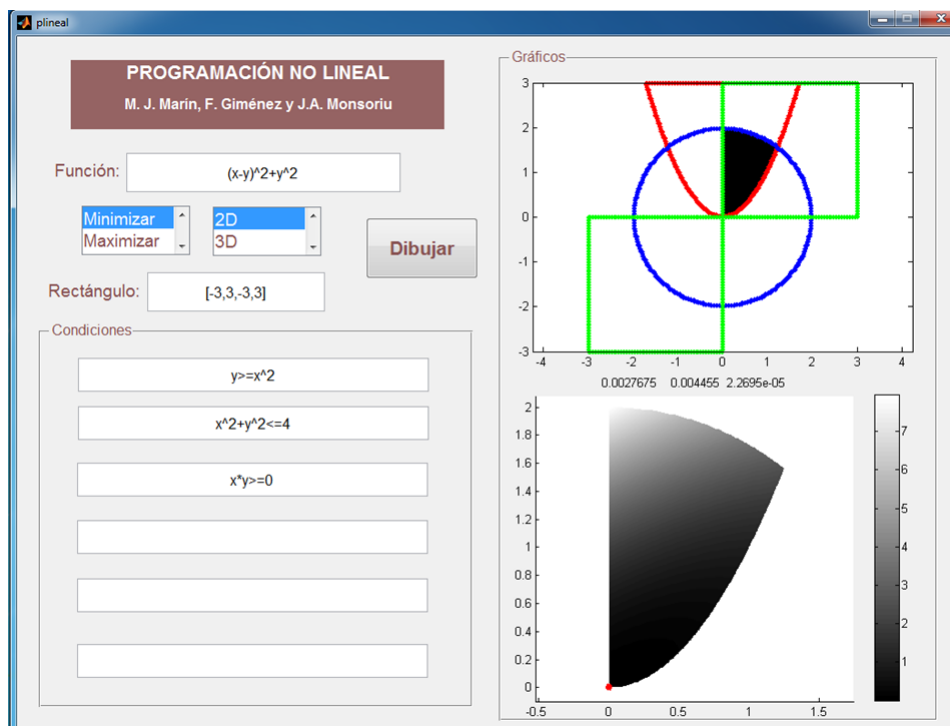 plineal
PROGRAMACIÓN NO LINEAL
M. J. Marín, F. Giménez y J.A. Monsoriu
Función:
(x-y)^2+y^2
Minimizar
Maximizar
2D
3D
Dibujar
Rectángulo:
[-3,3,-3,3]
Condiciones
y>=x^2
x^2+y^2<=4
x*y>=0
Gráficos
3
2
1
0
-1
-2
-3
-4 -3 -2 -1 0 1 2 3 4
0.0027675 0.004455 2.2695e-05
2
1.8
1.6
1.4
1.2
1
0.8
0.6
0.4
0.2
0
-0.5 0 0.5 1 1.5
7
6
5
4
3
2
1